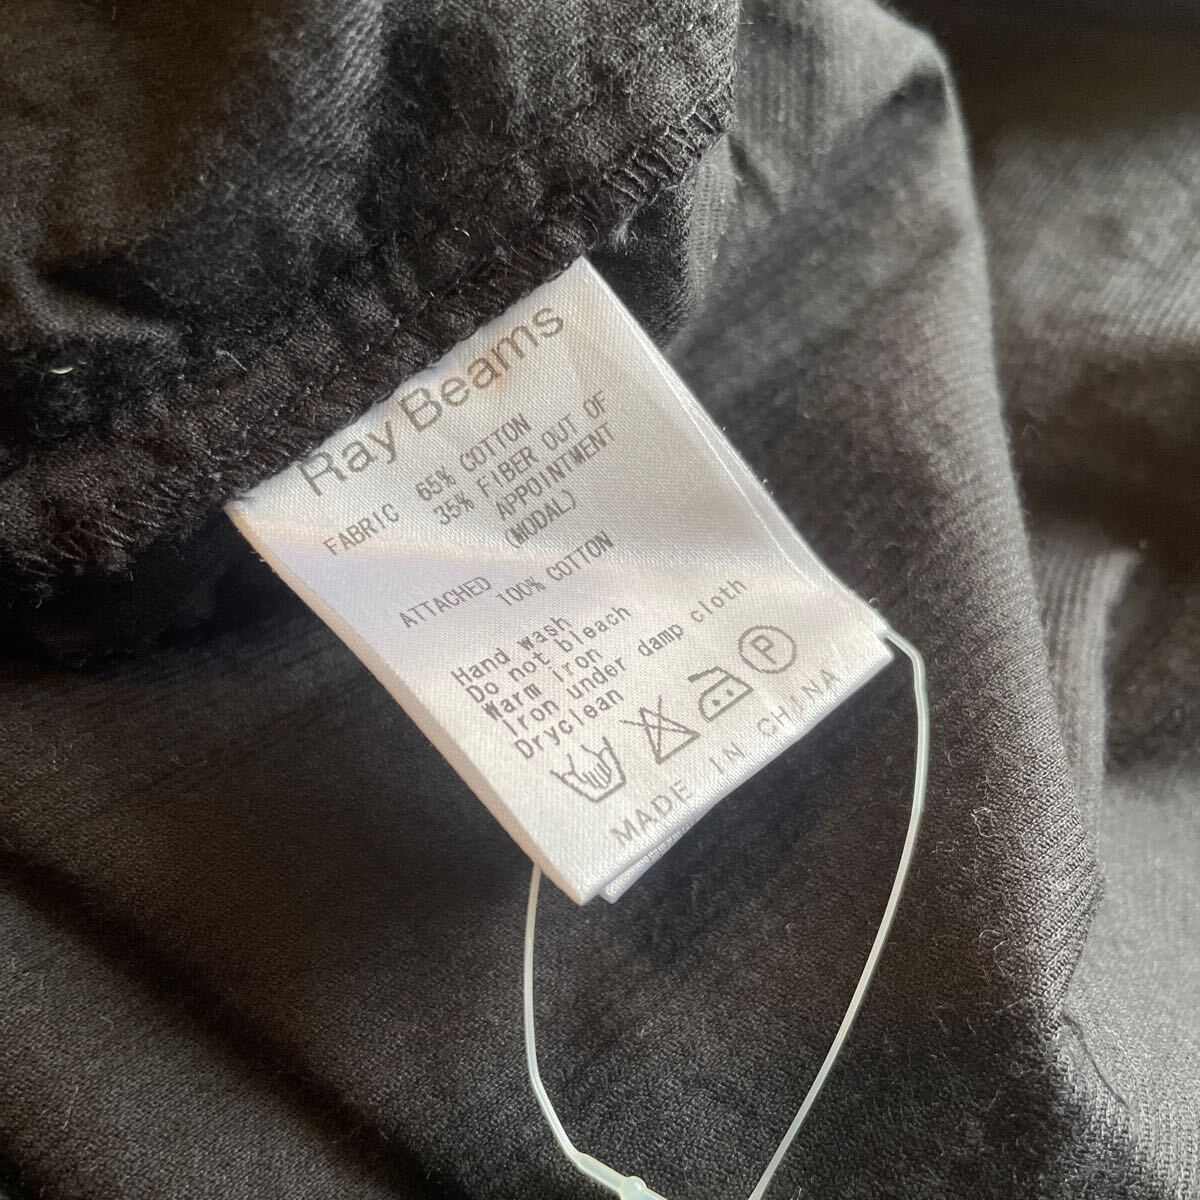 Ray Beams
FABRIC 65% COTTON
35% FIBER OUT OF
APPOINTMENT
(MODAL)
ATTACHED
100% COTTON
Hand wash
Do not bleach
Warm iron
Iron under damp cloth
Dryclean
P
MADE IN CHINA